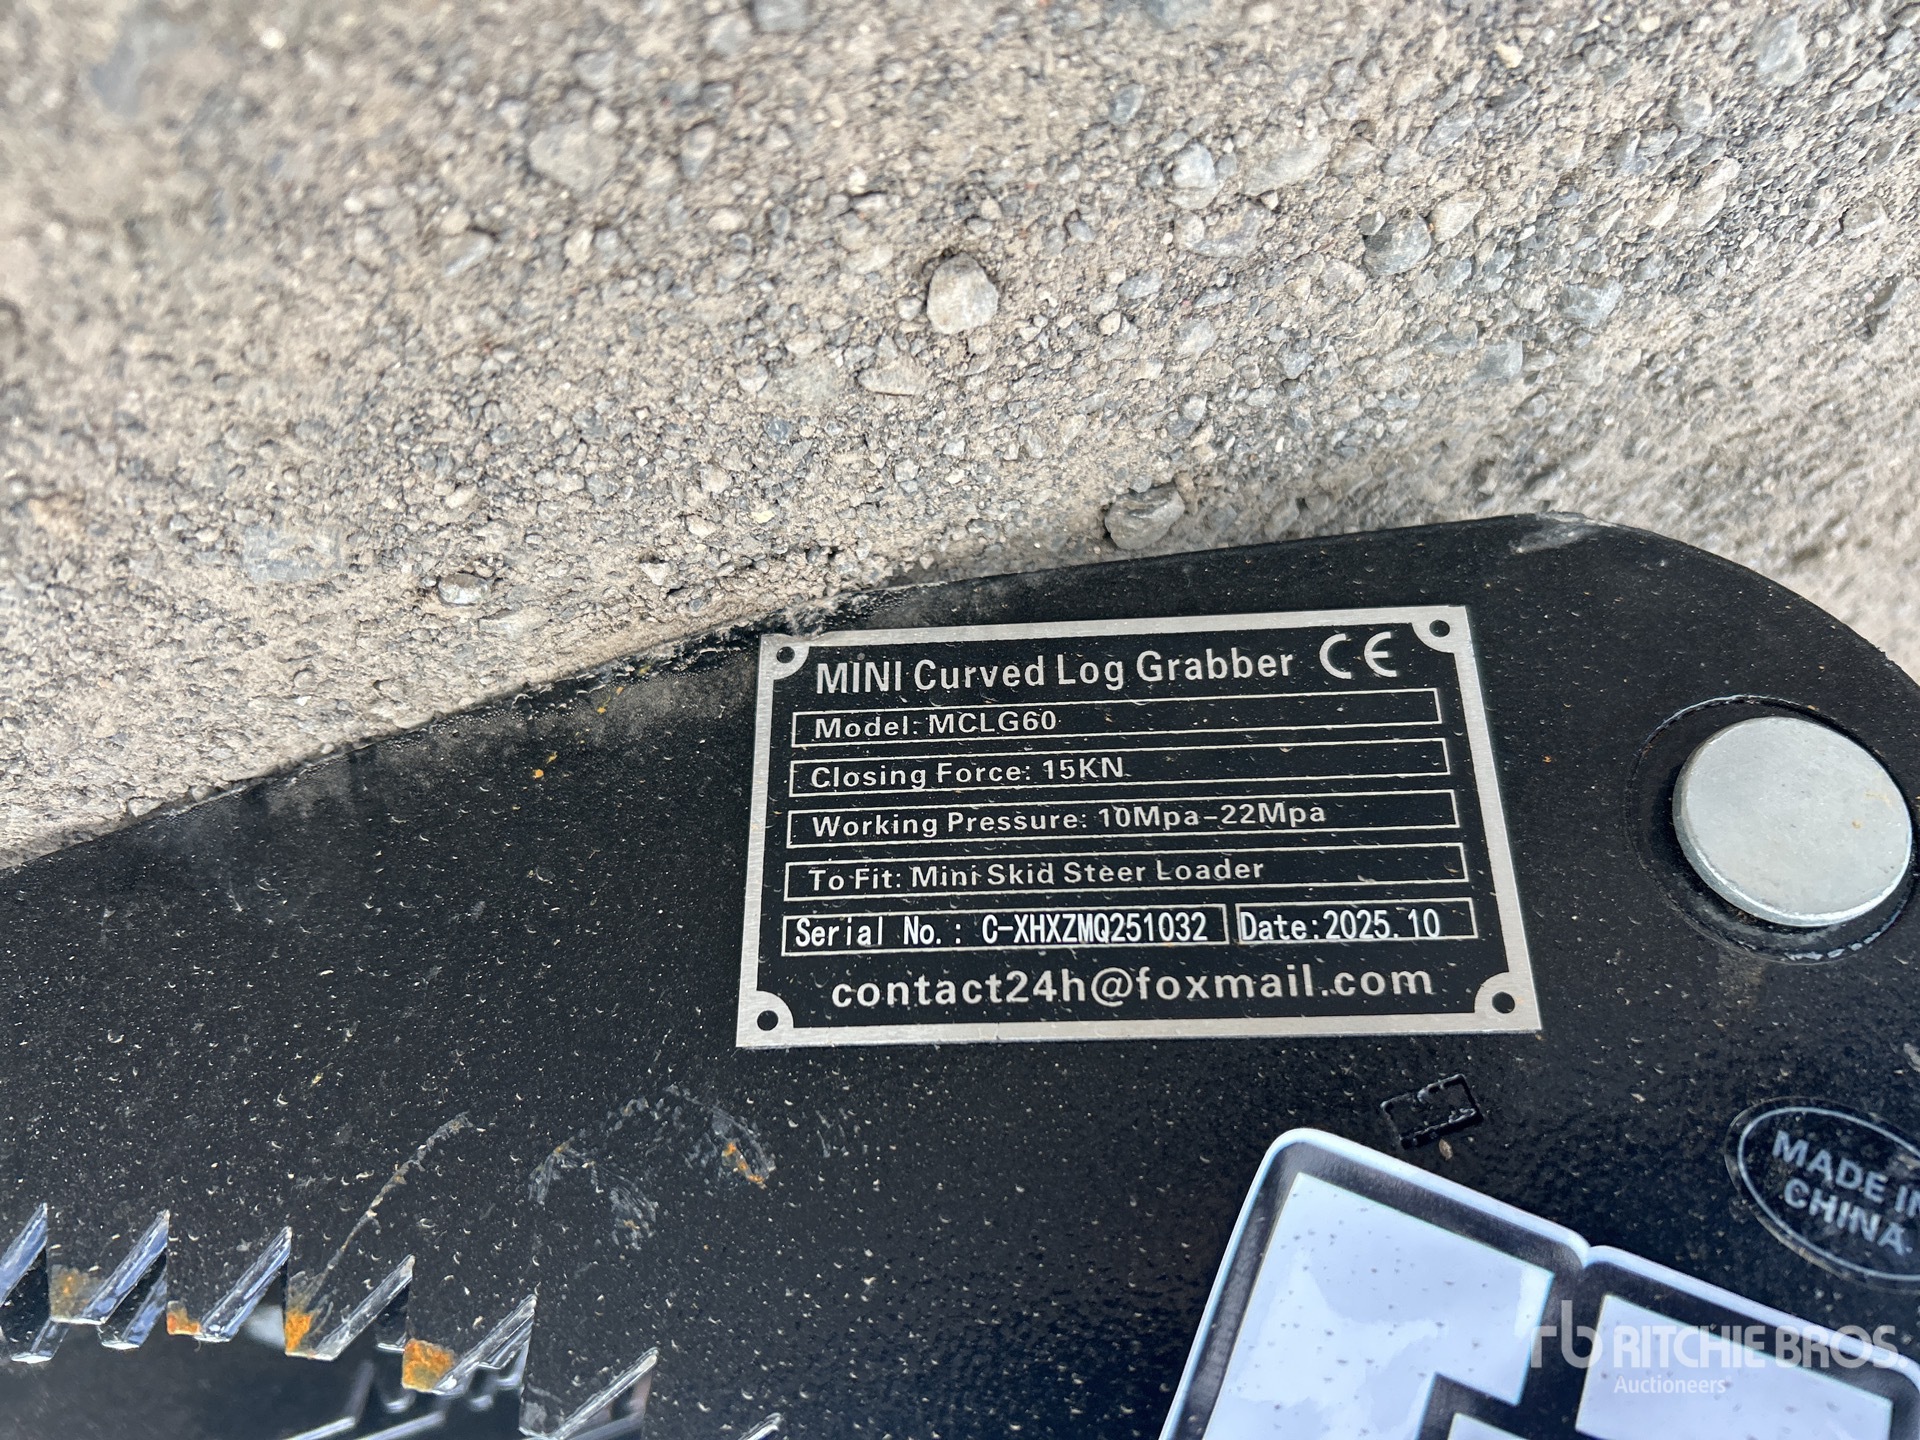 MINI Curved Log Grabber CE
Model: MCLG60
Closing Force: 15KN
Working Pressure: 10Mpa-22Mpa
To Fit: Mini Skid Steer Loader
Serial No.: C-XHXZMQ251032 Date:2025.10
contact24h@foxmail.com
MADE IN
CHINA
rb RITCHIE BROS.
Auctioneers